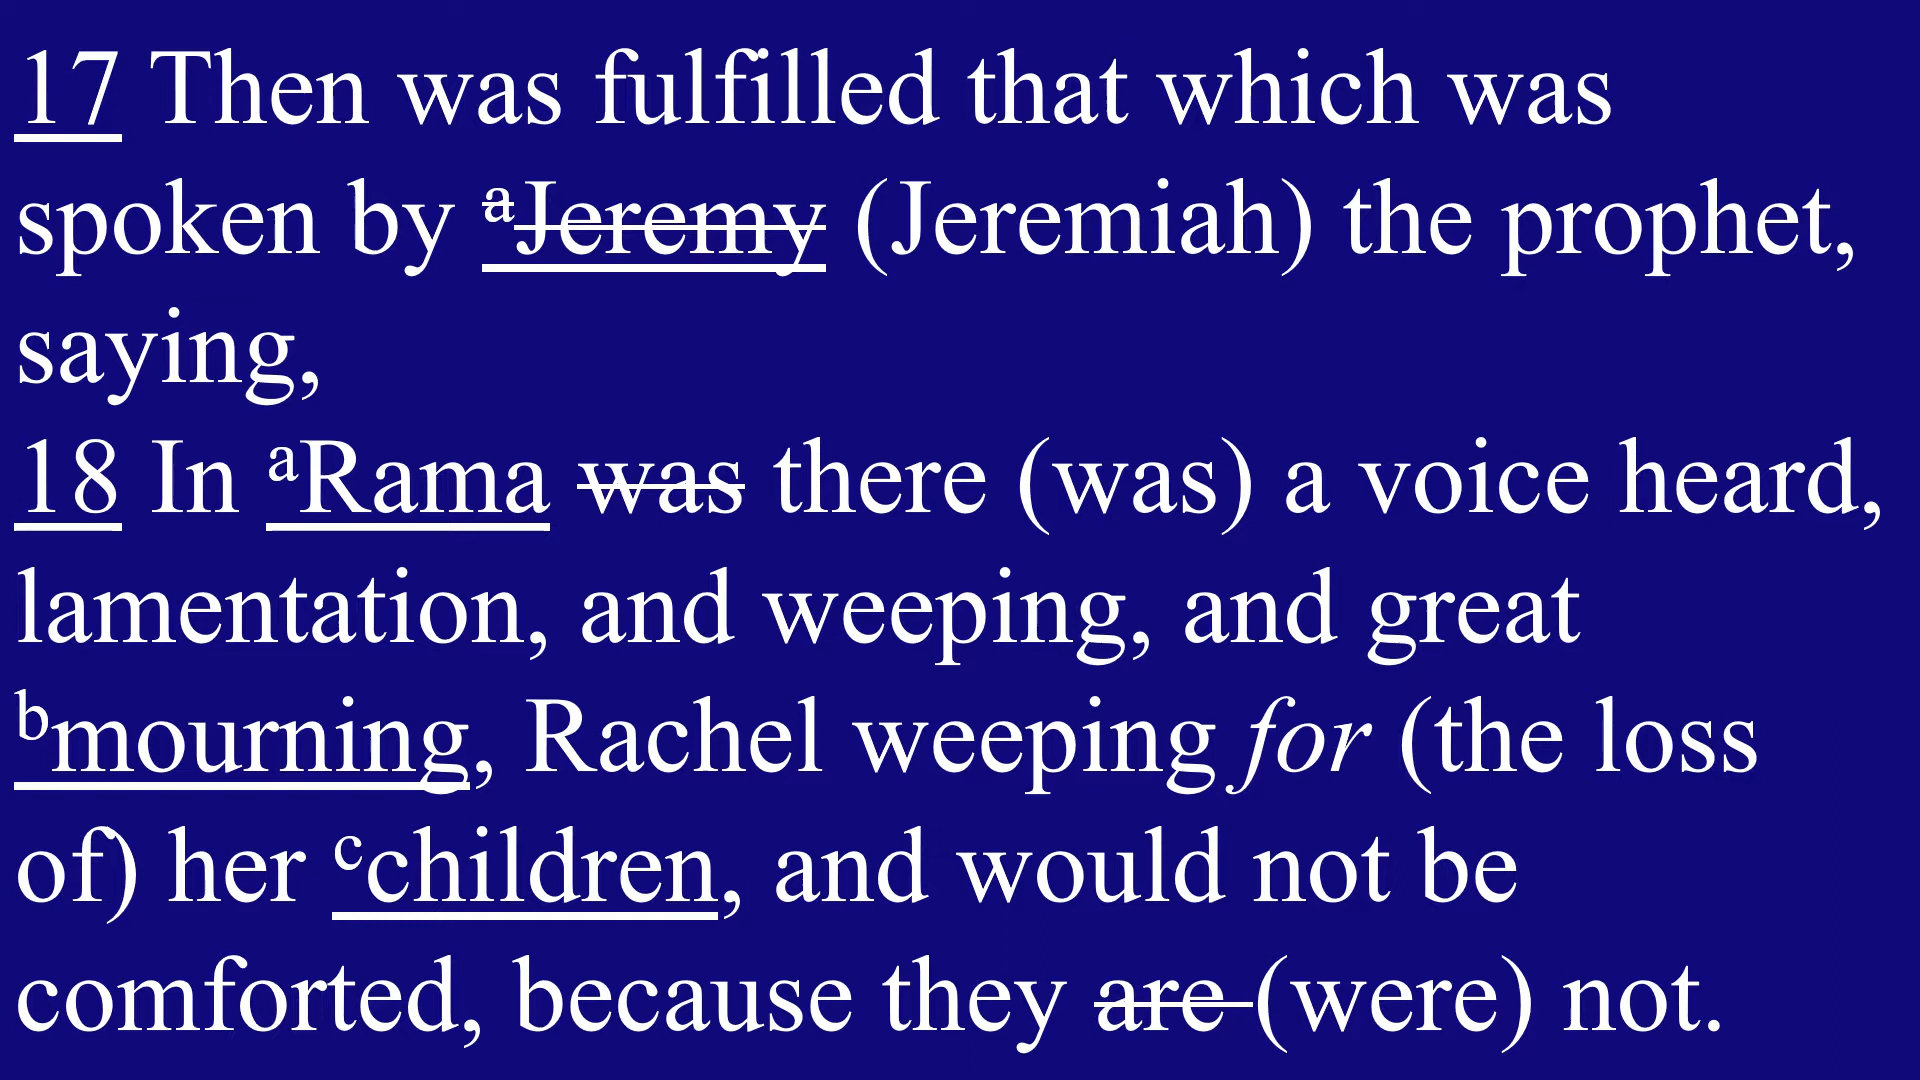 17 Then was fulfilled that which was
spoken by aJeremy (Jeremiah) the prophet,
saying,
18 In aRama was there (was) a voice heard,
lamentation, and weeping, and great
bmourning, Rachel weeping for (the loss
of) her cchildren, and would not be
comforted, because they are (were) not.